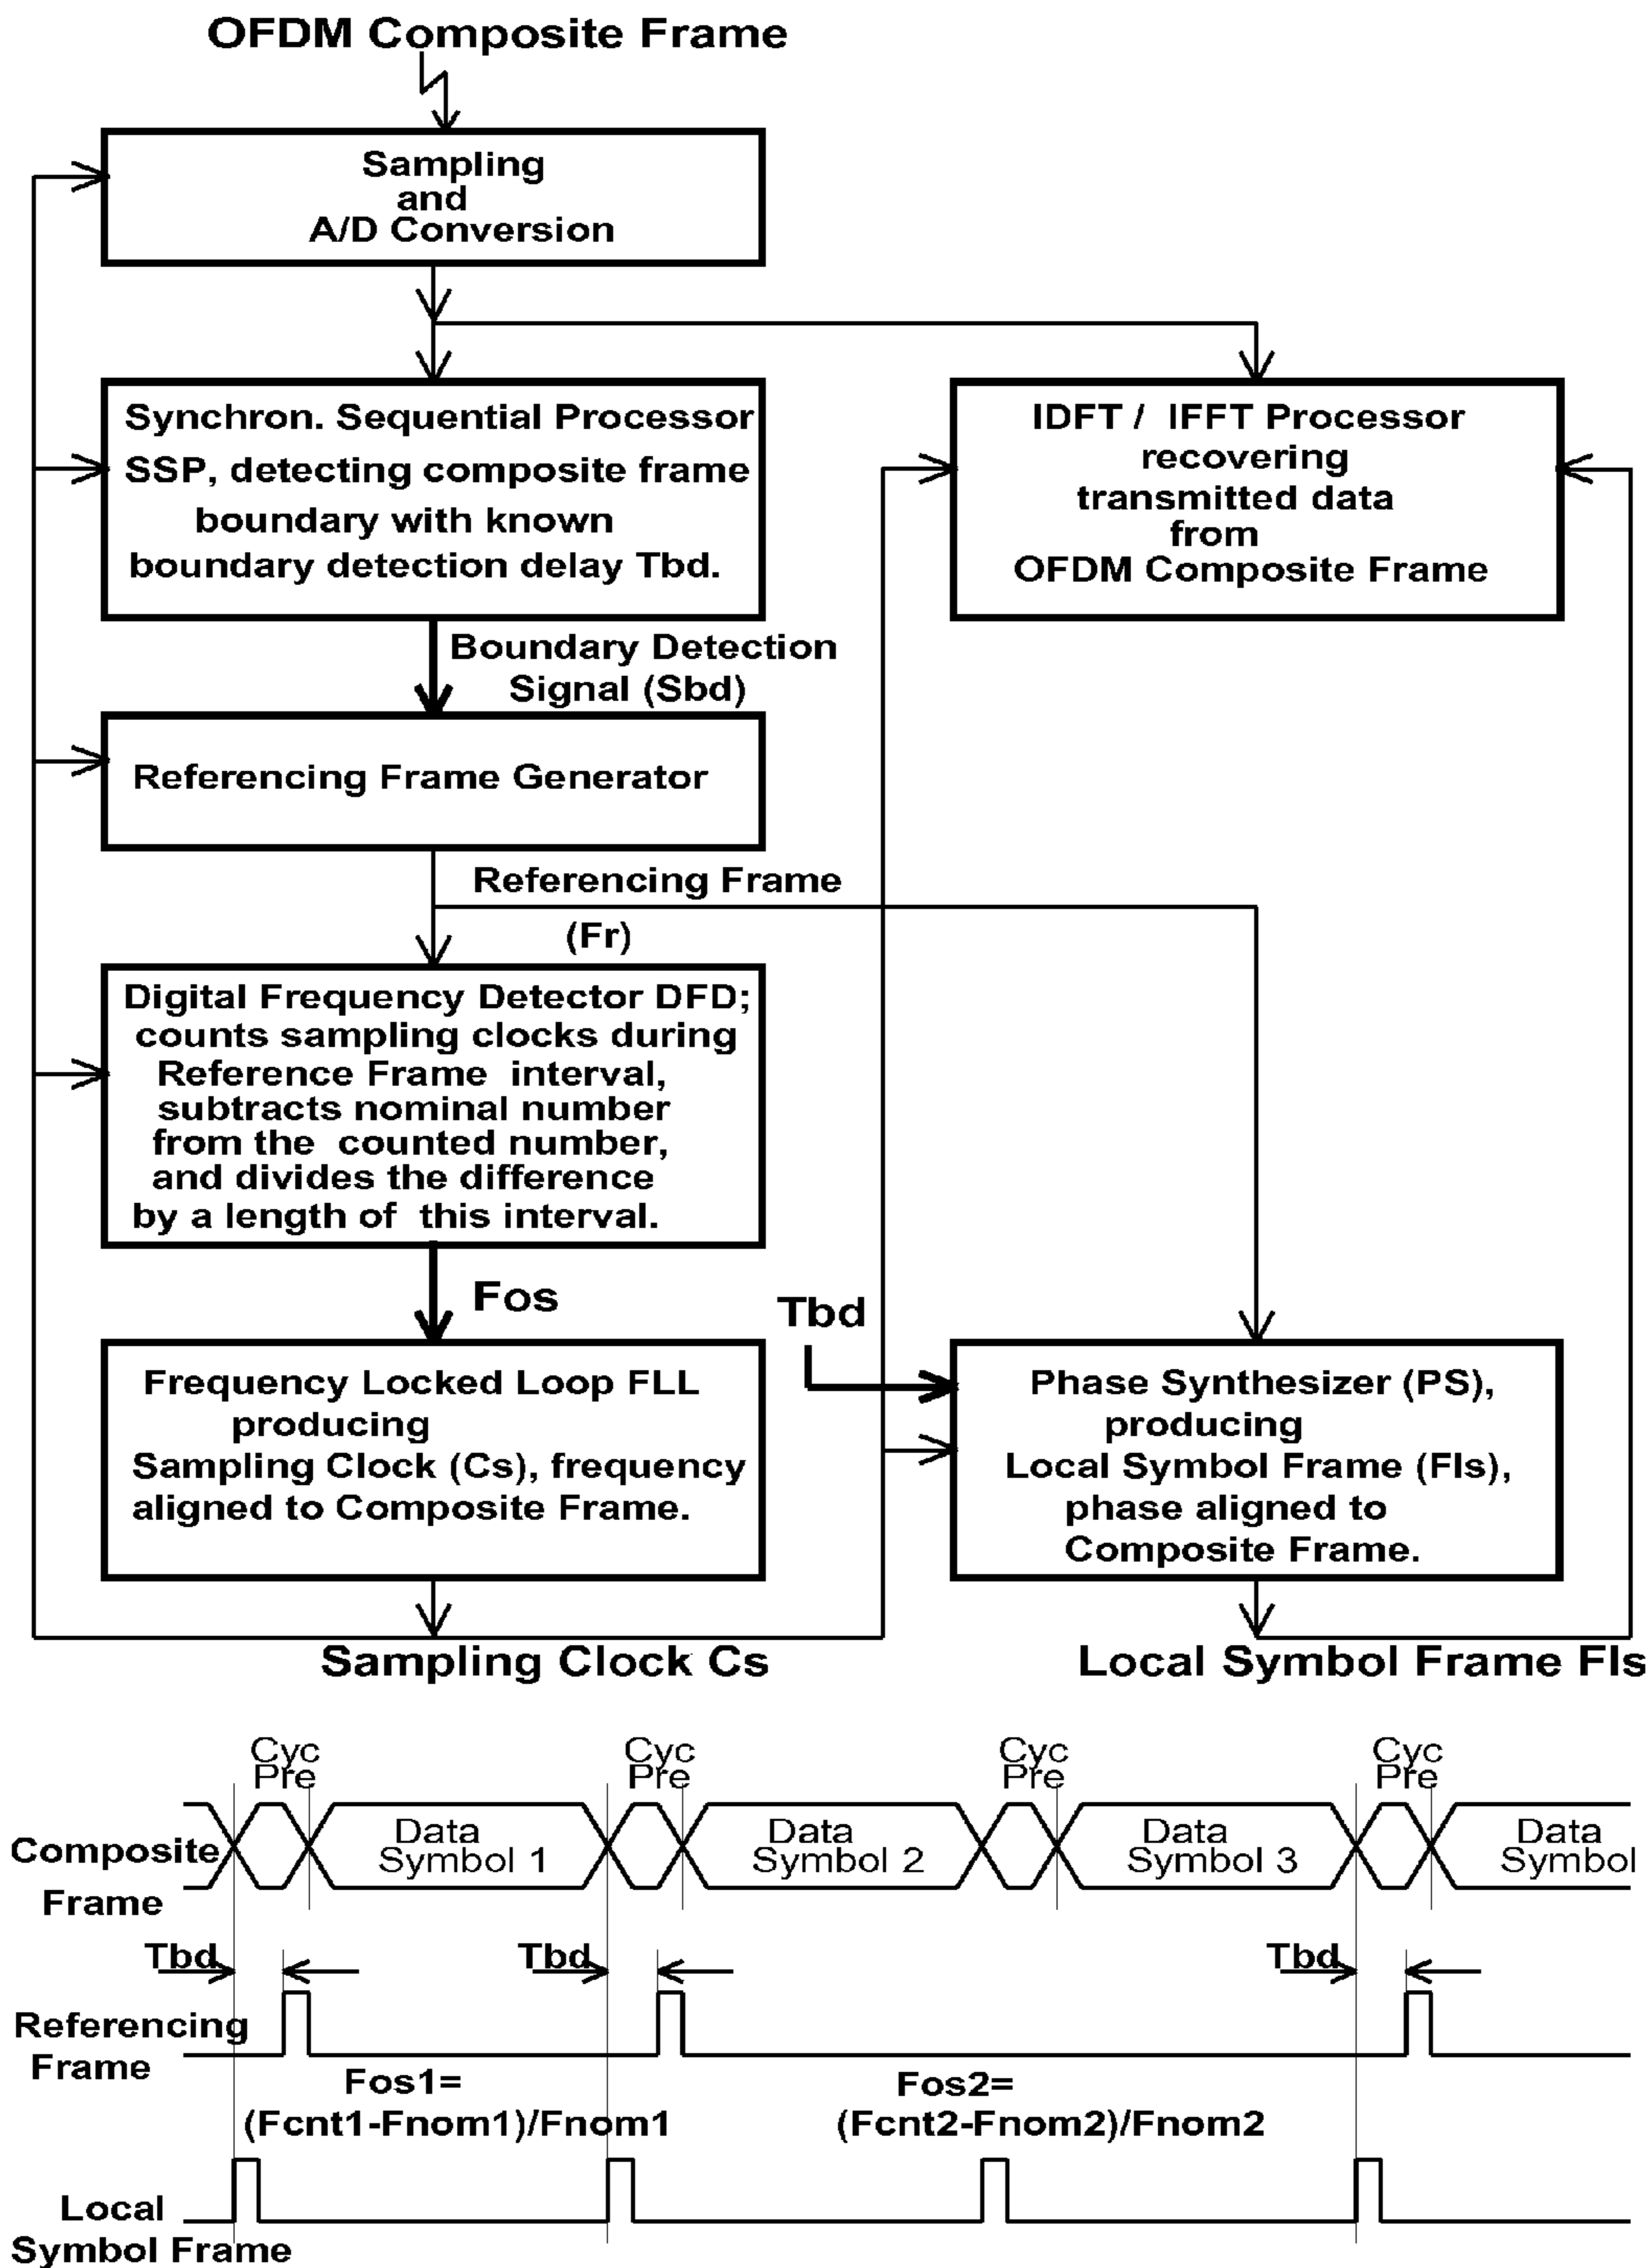 OFDM Composite Frame
Sampling
and
A/D Conversion
Synchron. Sequential Processor
SSP, detecting composite frame
boundary with known
boundary detection delay Tbd.
IDFT / IFFT Processor
recovering
transmitted data
from
OFDM Composite Frame
Boundary Detection
Signal (Sbd)
Referencing Frame Generator
Referencing Frame
(Fr)
Digital Frequency Detector DFD;
counts sampling clocks during
Reference Frame interval,
subtracts nominal number
from the counted number,
and divides the difference
by a length of this interval.
Fos
Tbd
Frequency Locked Loop FLL
producing
Sampling Clock (Cs), frequency
aligned to Composite Frame.
Phase Synthesizer (PS),
producing
Local Symbol Frame (Fls),
phase aligned to
Composite Frame.
Sampling Clock Cs
Local Symbol Frame Fls
Cyc
Pre
Cyc
Pre
Cyc
Pre
Cyc
Pre
Composite
Frame
Data
Symbol 1
Data
Symbol 2
Data
Symbol 3
Data
Symbol
Tbd
Tbd
Tbd
Referencing
Frame
Fos1=
(Fcnt1-Fnom1)/Fnom1
Fos2=
(Fcnt2-Fnom2)/Fnom2
Local
Symbol Frame